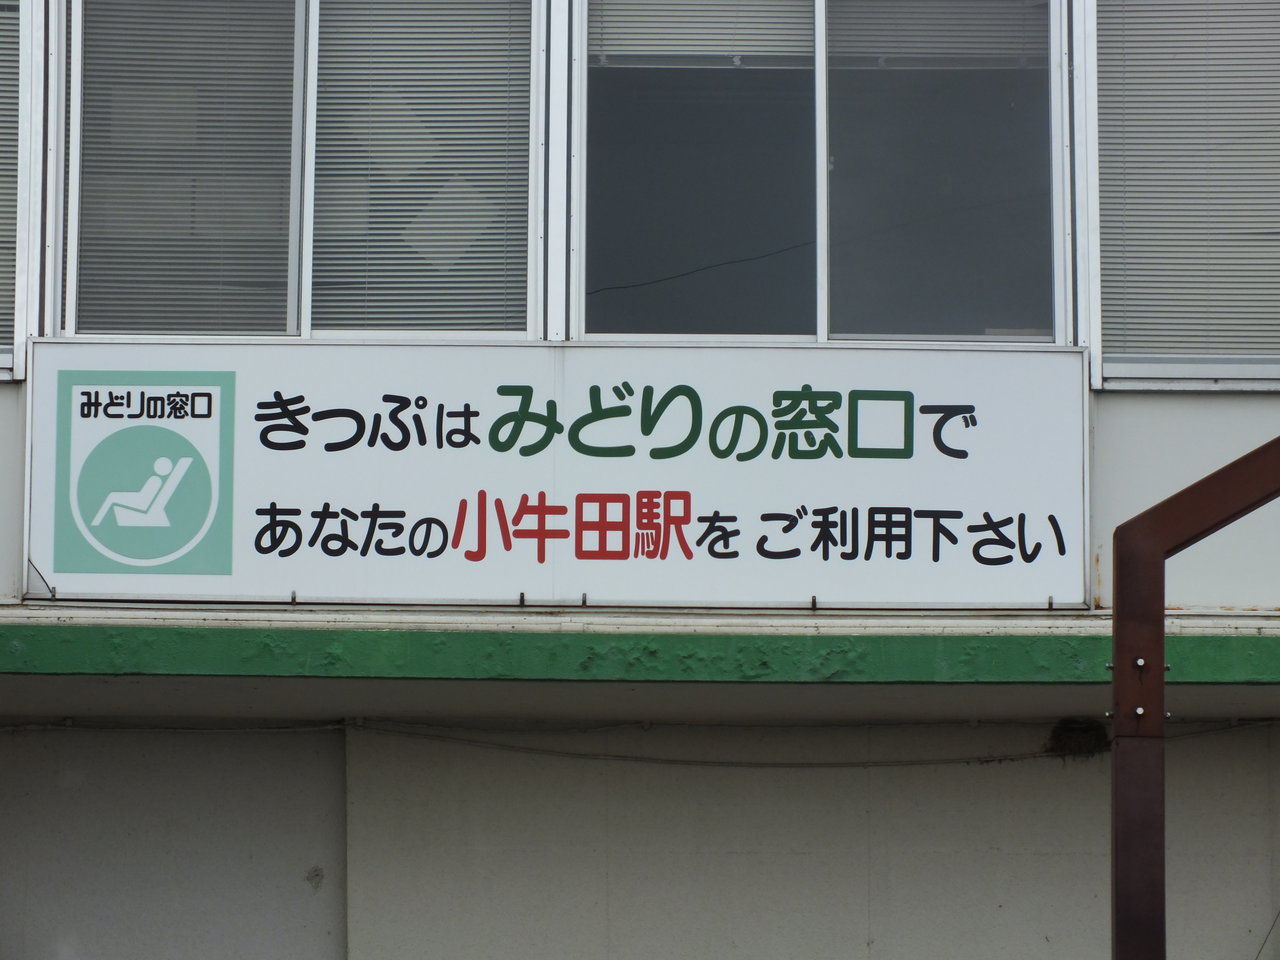 みどりの窓口
きっぷはみどりの窓口で
あなたの小牛田駅をご利用下さい